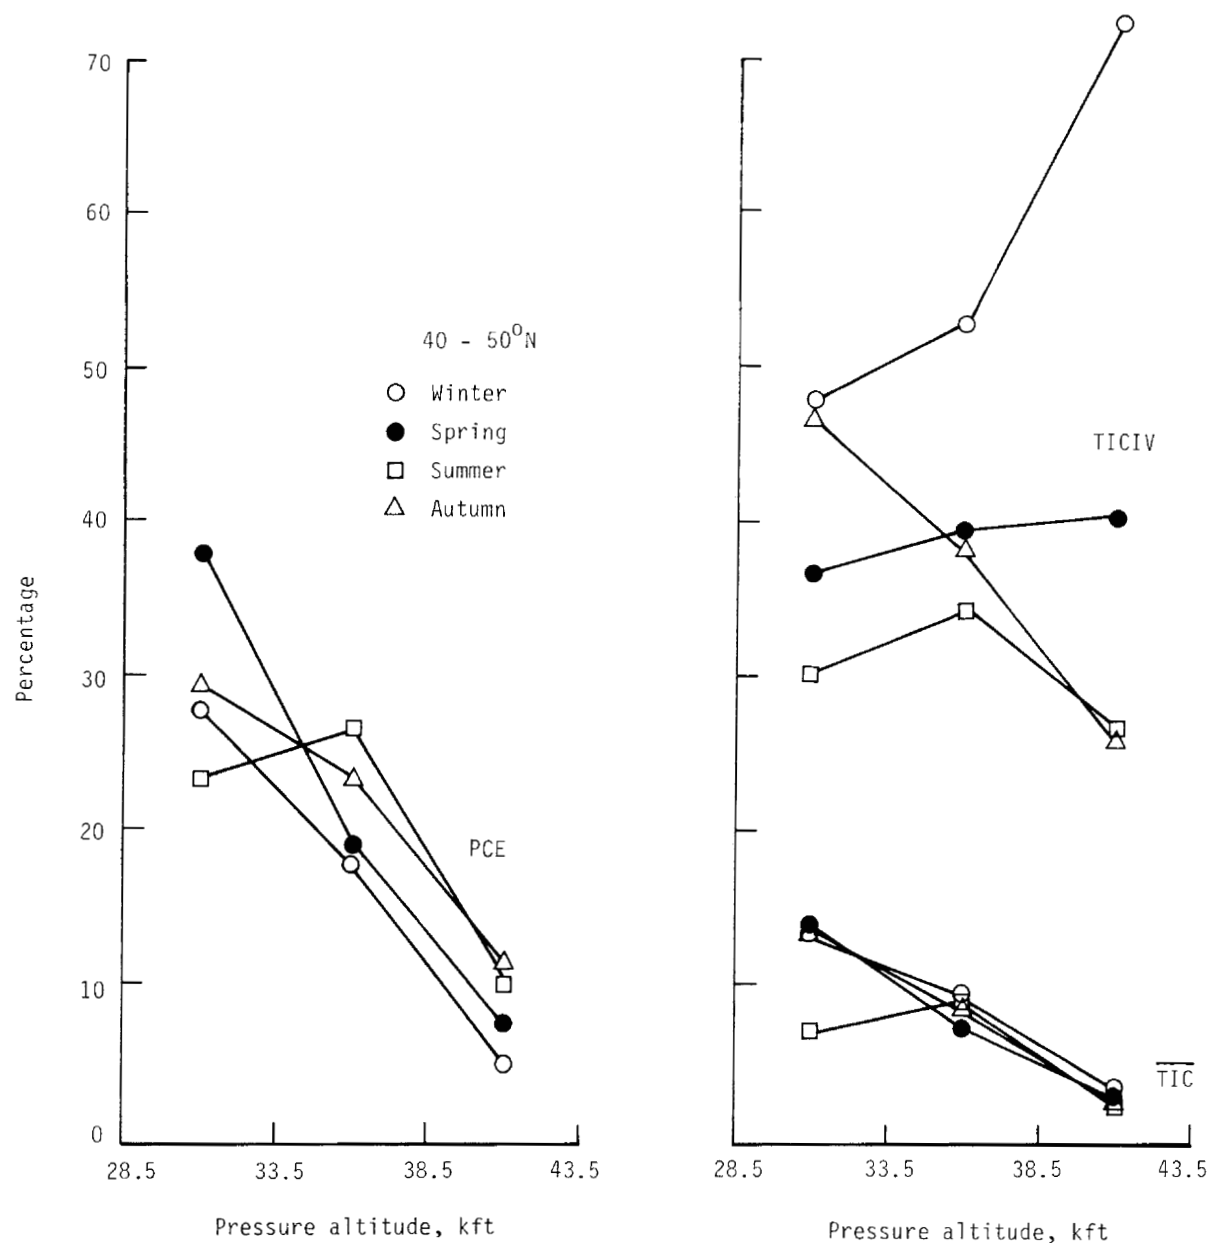 70
60
50
40
30
20
10
0
Percentage
40 - 50⁰N
Winter
Spring
Summer
Autumn
PCE
28.5 33.5 38.5 43.5
Pressure altitude, kft
TICIV
TIC
28.5 33.5 38.5 43.5
Pressure altitude, kft